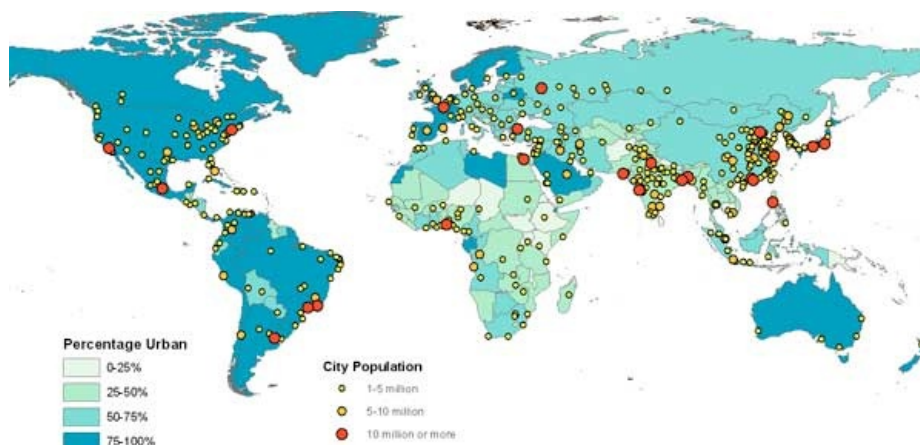 Percentage Urban
0-25%
25-50%
50-75%
75-100%
City Population
1-5 million
5-10 million
10 million or more